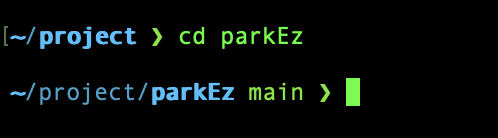 ~/project ❯ cd parkEz
~/project/parkEz main ❯